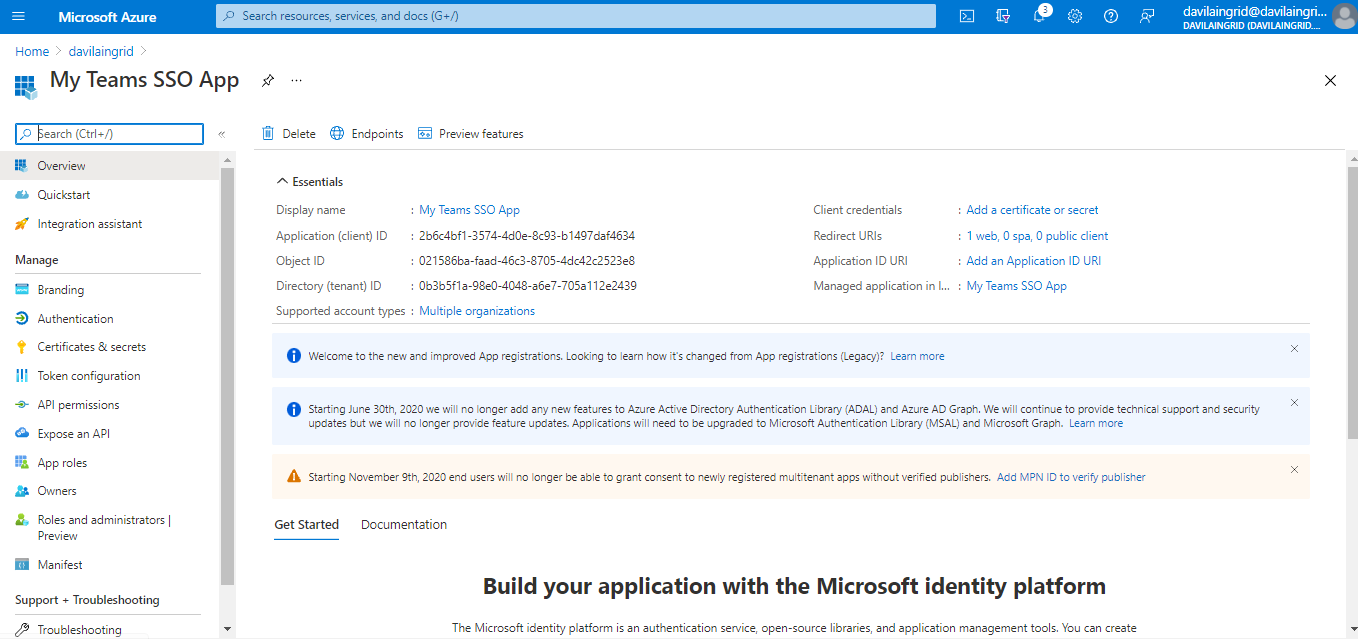 Microsoft Azure
Search resources, services, and docs (G+/)
3
davilaingrid@davilaingri...
DAVILAINGRID (DAVILAINGRID....
Home > davilaingrid >
My Teams SSO App
...
Search (Ctrl+/)
«
Overview
Quickstart
Integration assistant
Manage
Branding
Authentication
Certificates & secrets
Token configuration
API permissions
Expose an API
App roles
Owners
Roles and administrators |
Preview
Manifest
Support + Troubleshooting
Troubleshooting
Delete Endpoints Preview features
Essentials
Display name : My Teams SSO App
Application (client) ID : 2b6c4bf1-3574-4d0e-8c93-b1497daf4634
Object ID : 021586ba-faad-46c3-8705-4dc42c2523e8
Directory (tenant) ID : 0b3b5f1a-98e0-4048-a6e7-705a112e2439
Supported account types : Multiple organizations
Client credentials : Add a certificate or secret
Redirect URIs : 1 web, 0 spa, 0 public client
Application ID URI : Add an Application ID URI
Managed application in l... : My Teams SSO App
Welcome to the new and improved App registrations. Looking to learn how it's changed from App registrations (Legacy)? Learn more
Starting June 30th, 2020 we will no longer add any new features to Azure Active Directory Authentication Library (ADAL) and Azure AD Graph. We will continue to provide technical support and security
updates but we will no longer provide feature updates. Applications will need to be upgraded to Microsoft Authentication Library (MSAL) and Microsoft Graph. Learn more
Starting November 9th, 2020 end users will no longer be able to grant consent to newly registered multitenant apps without verified publishers. Add MPN ID to verify publisher
Get Started Documentation
Build your application with the Microsoft identity platform
The Microsoft identity platform is an authentication service, open-source libraries, and application management tools. You can create